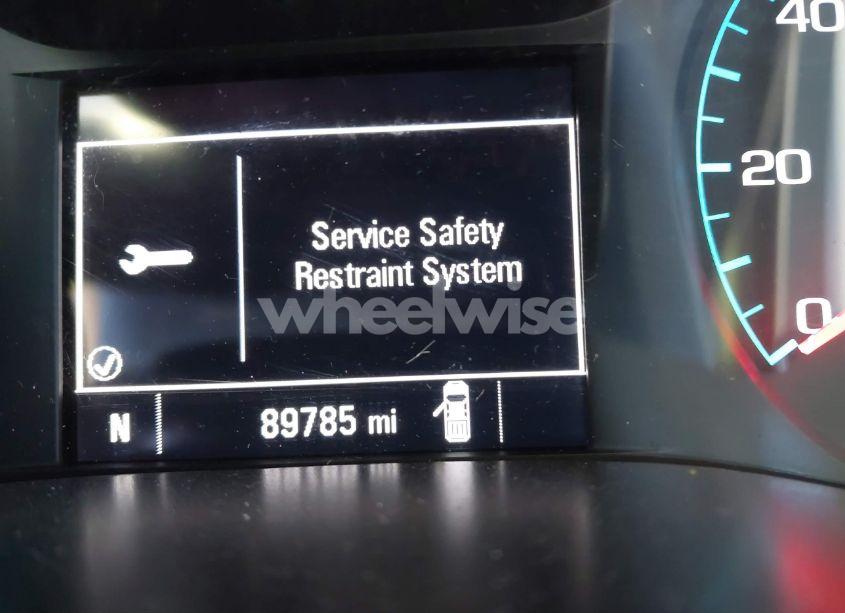 40
20
0
Service Safety
Restraint System
wheelwise
N
89785 mi